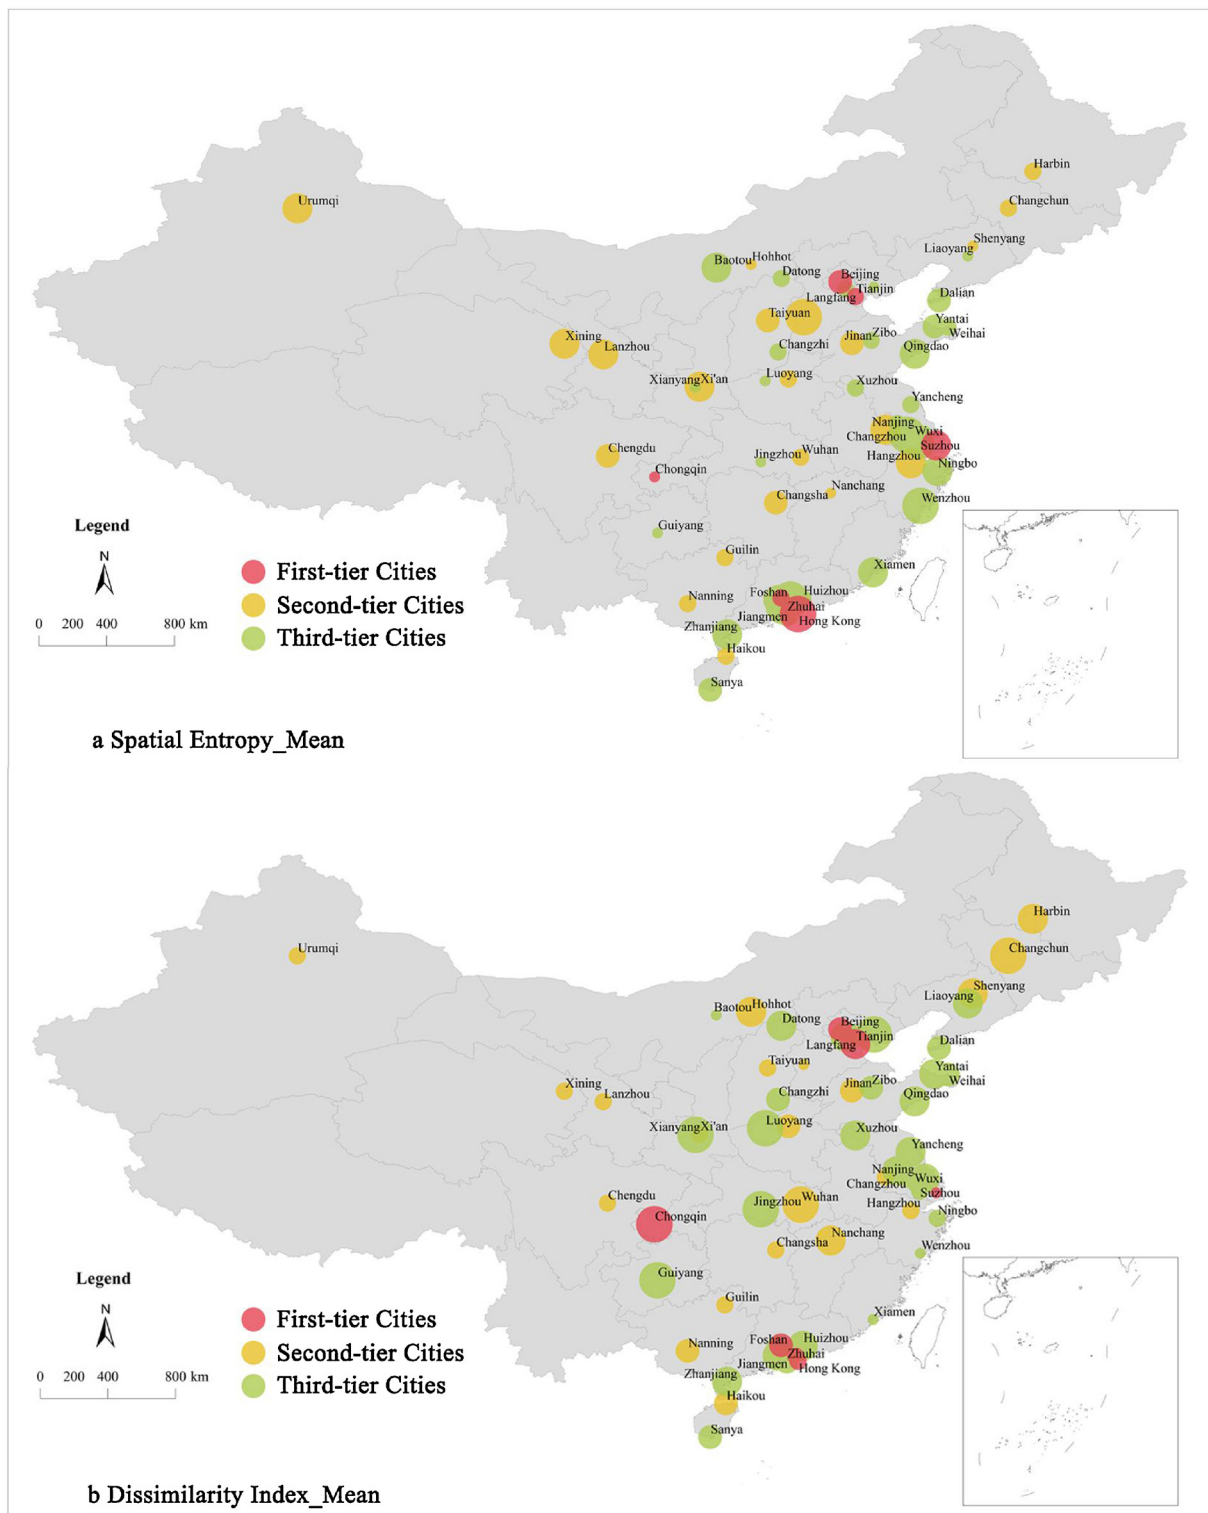 Harbin
Urumqi
Changchun
Shenyang
Liaoyang
Baotou
Hohhot
Datong
Beijing
Tianjin
Langfang
Dalian
Taiyuan
Yantai
Weihai
Xining
Lanzhou
Jinan
Zibo
Changzhi
Qingdao
Xianyang
Xi'an
Luoyang
Xuzhou
Yancheng
Nanjing
Wuxi
Changzhou
Suzhou
Chengdu
Jingzhou
Wuhan
Hangzhou
Ningbo
Chongqin
Nanchang
Changsha
Wenzhou
Legend
Guiyang
N
Guilin
Xiamen
First-tier Cities
Foshan
Huizhou
Second-tier Cities
Nanning
Zhuhai
Jiangmen
Hong Kong
0 200 400 800 km
Zhanjiang
Third-tier Cities
Haikou
Sanya
a Spatial Entropy_Mean
Harbin
Urumqi
Changchun
Shenyang
Liaoyang
Baotou
Hohhot
Datong
Beijing
Tianjin
Langfang
Dalian
Taiyuan
Yantai
Weihai
Xining
Lanzhou
Jinan
Zibo
Changzhi
Qingdao
Xianyang
Xi'an
Luoyang
Xuzhou
Yancheng
Nanjing
Wuxi
Changzhou
Suzhou
Chengdu
Jingzhou
Wuhan
Hangzhou
Ningbo
Chongqin
Nanchang
Changsha
Wenzhou
Guiyang
Legend
N
Guilin
Xiamen
First-tier Cities
Foshan
Huizhou
Second-tier Cities
Nanning
Zhuhai
Jiangmen
Hong Kong
0 200 400 800 km
Zhanjiang
Third-tier Cities
Haikou
Sanya
b Dissimilarity Index_Mean